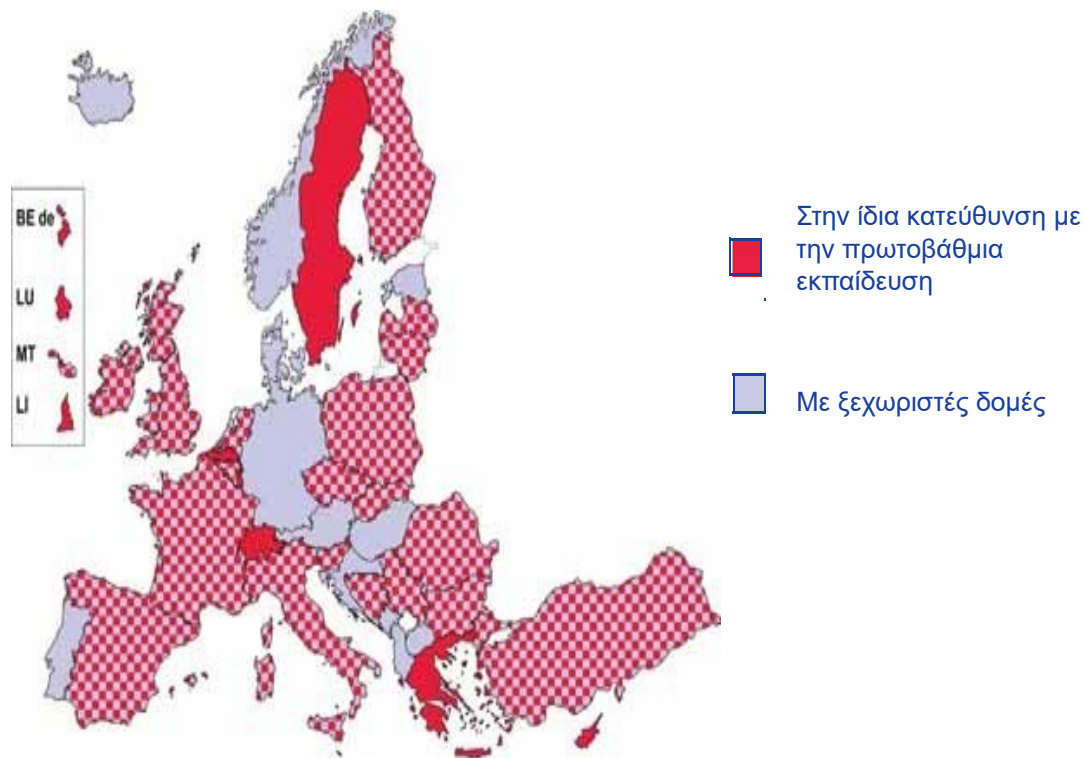 BE de
LU
MT
LI
Στην ίδια κατεύθυνση με
την πρωτοβάθμια
εκπαίδευση
Με ξεχωριστές δομές